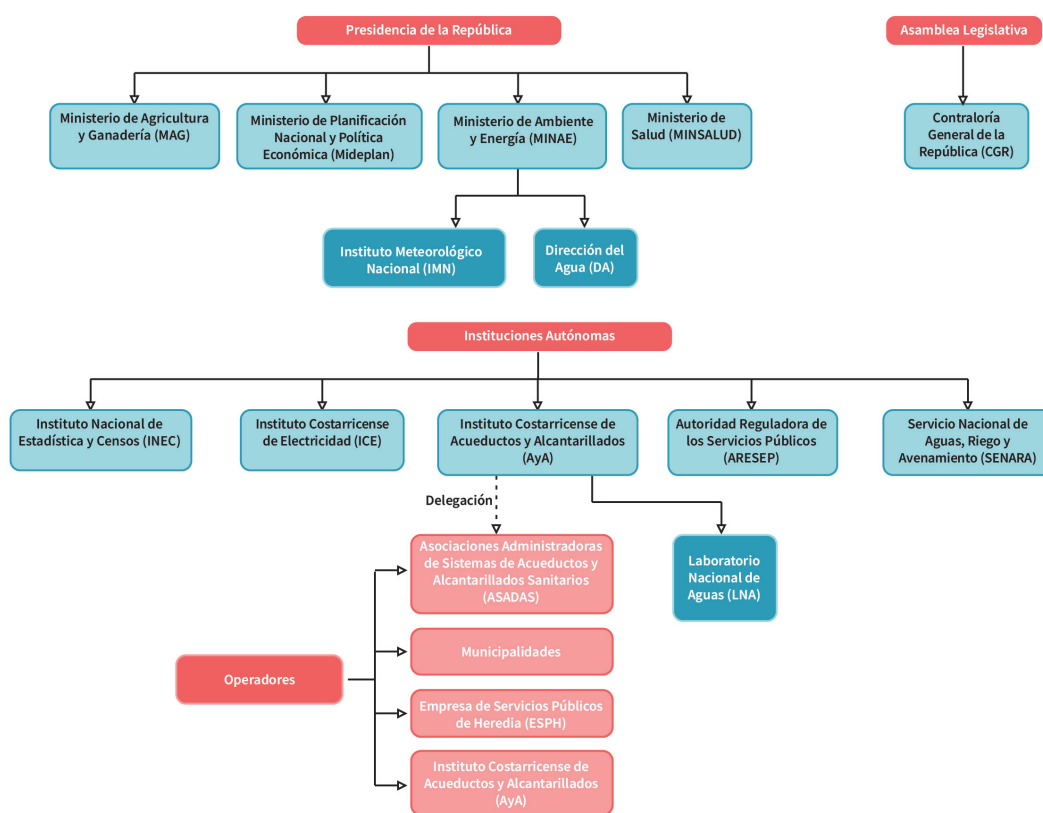 Presidencia de la República
Asamblea Legislativa
Ministerio de Agricultura
y Ganadería (MAG)
Ministerio de Planificación
Nacional y Política
Económica (Mideplan)
Ministerio de Ambiente
y Energía (MINAE)
Ministerio de
Salud (MINSALUD)
Contraloría
General de la
República (CGR)
Instituto Meteorológico
Nacional (IMN)
Dirección del
Agua (DA)
Instituciones Autónomas
Instituto Nacional de
Estadística y Censos (INEC)
Instituto Costarricense
de Electricidad (ICE)
Instituto Costarricense de
Acueductos y Alcantarillados
(AyA)
Autoridad Reguladora de
los Servicios Públicos
(ARESEP)
Servicio Nacional de
Aguas, Riego y
Avenamiento (SENARA)
Delegación
Asociaciones Administradoras
de Sistemas de Acueductos y
Alcantarillados Sanitarios
(ASADAS)
Laboratorio
Nacional de
Aguas (LNA)
Operadores
Municipalidades
Empresa de Servicios Públicos
de Heredia (ESPH)
Instituto Costarricense de
Acueductos y Alcantarillados
(AyA)